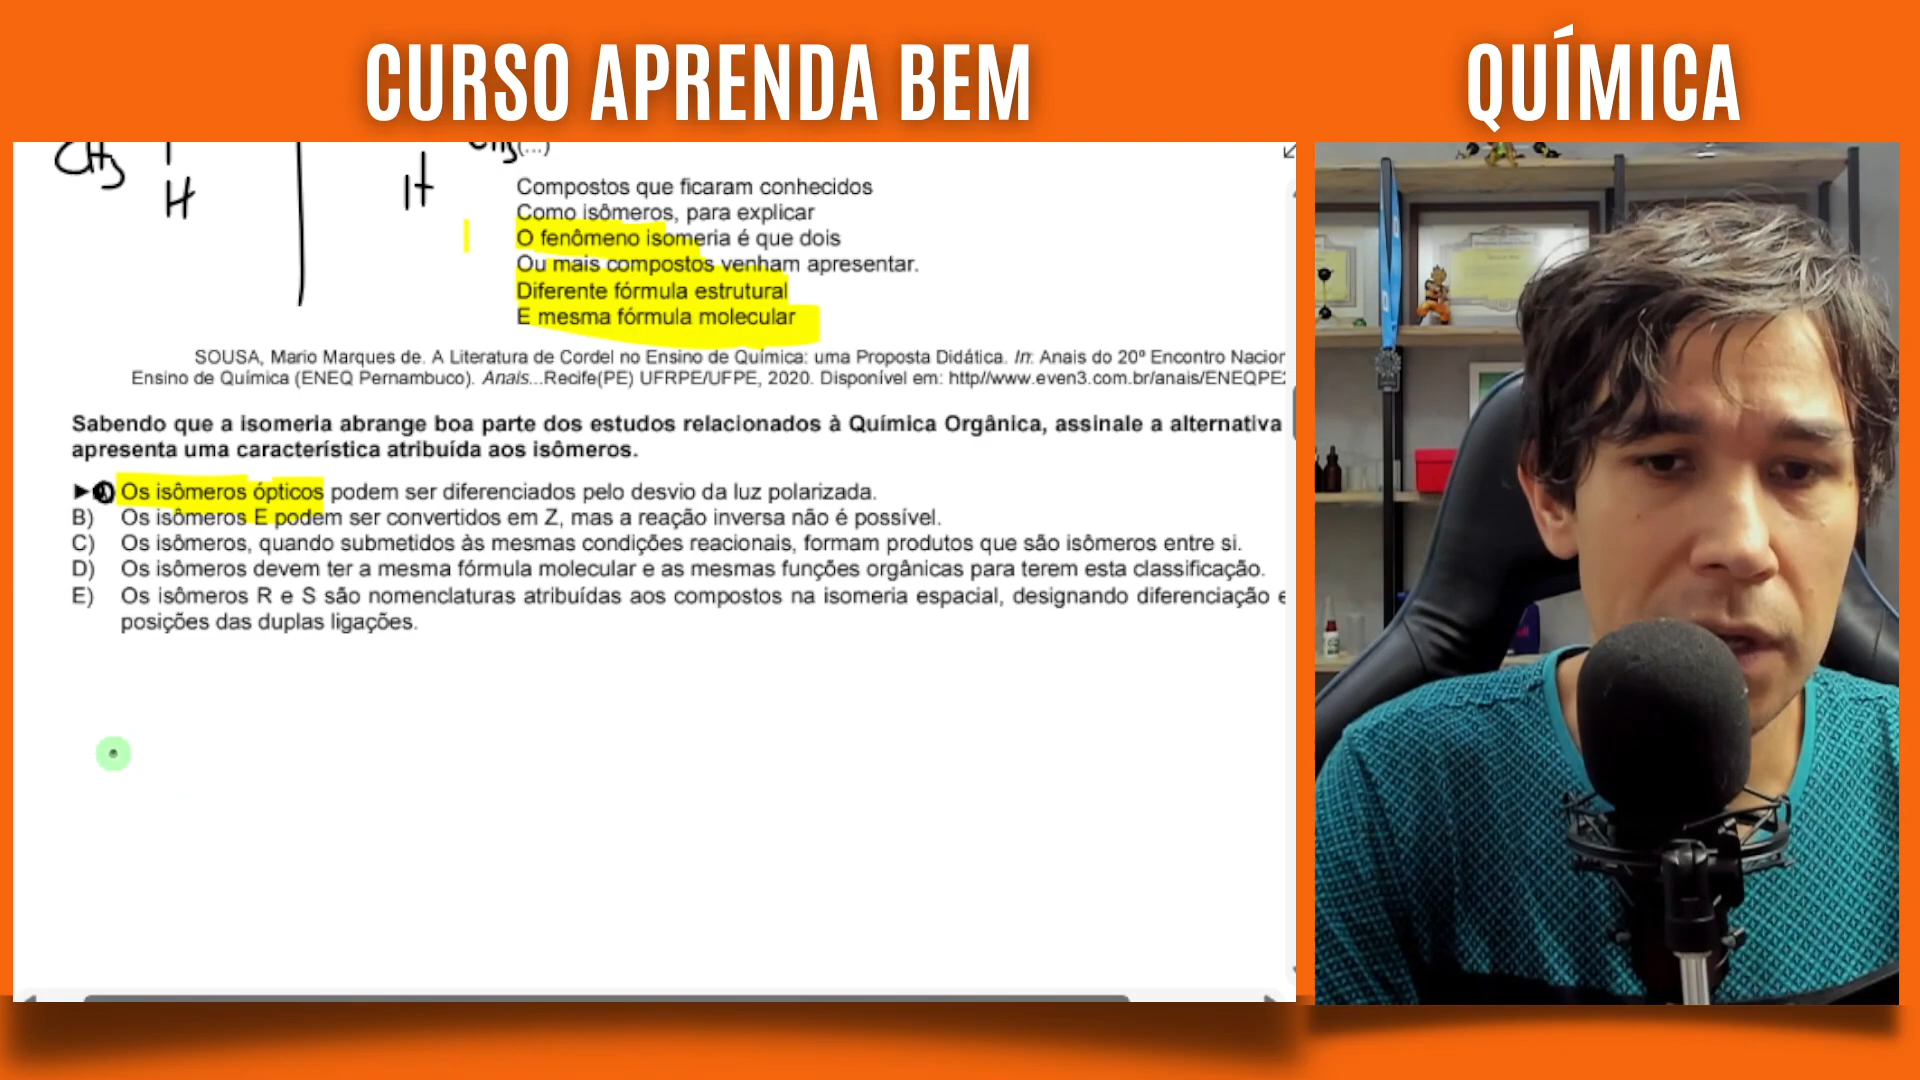 CURSO APRENDA BEM
QUÍMICA
CH3
H
H
CH3(...)
Compostos que ficaram conhecidos
Como isômeros, para explicar
O fenômeno isomeria é que dois
Ou mais compostos venham apresentar.
Diferente fórmula estrutural
E mesma fórmula molecular
SOUSA, Mario Marques de. A Literatura de Cordel no Ensino de Química: uma Proposta Didática. In: Anais do 20º Encontro Nacion
Ensino de Química (ENEQ Pernambuco). Anais...Recife(PE) UFRPE/UFPE, 2020. Disponível em: http//www.even3.com.br/anais/ENEQPE2
Sabendo que a isomeria abrange boa parte dos estudos relacionados à Química Orgânica, assinale a alternativa
apresenta uma característica atribuída aos isômeros.
Os isômeros ópticos podem ser diferenciados pelo desvio da luz polarizada.
B) Os isômeros E podem ser convertidos em Z, mas a reação inversa não é possível.
C) Os isômeros, quando submetidos às mesmas condições reacionais, formam produtos que são isômeros entre si.
D) Os isômeros devem ter a mesma fórmula molecular e as mesmas funções orgânicas para terem esta classificação.
E) Os isômeros R e S são nomenclaturas atribuídas aos compostos na isomeria espacial, designando diferenciação e
posições das duplas ligações.